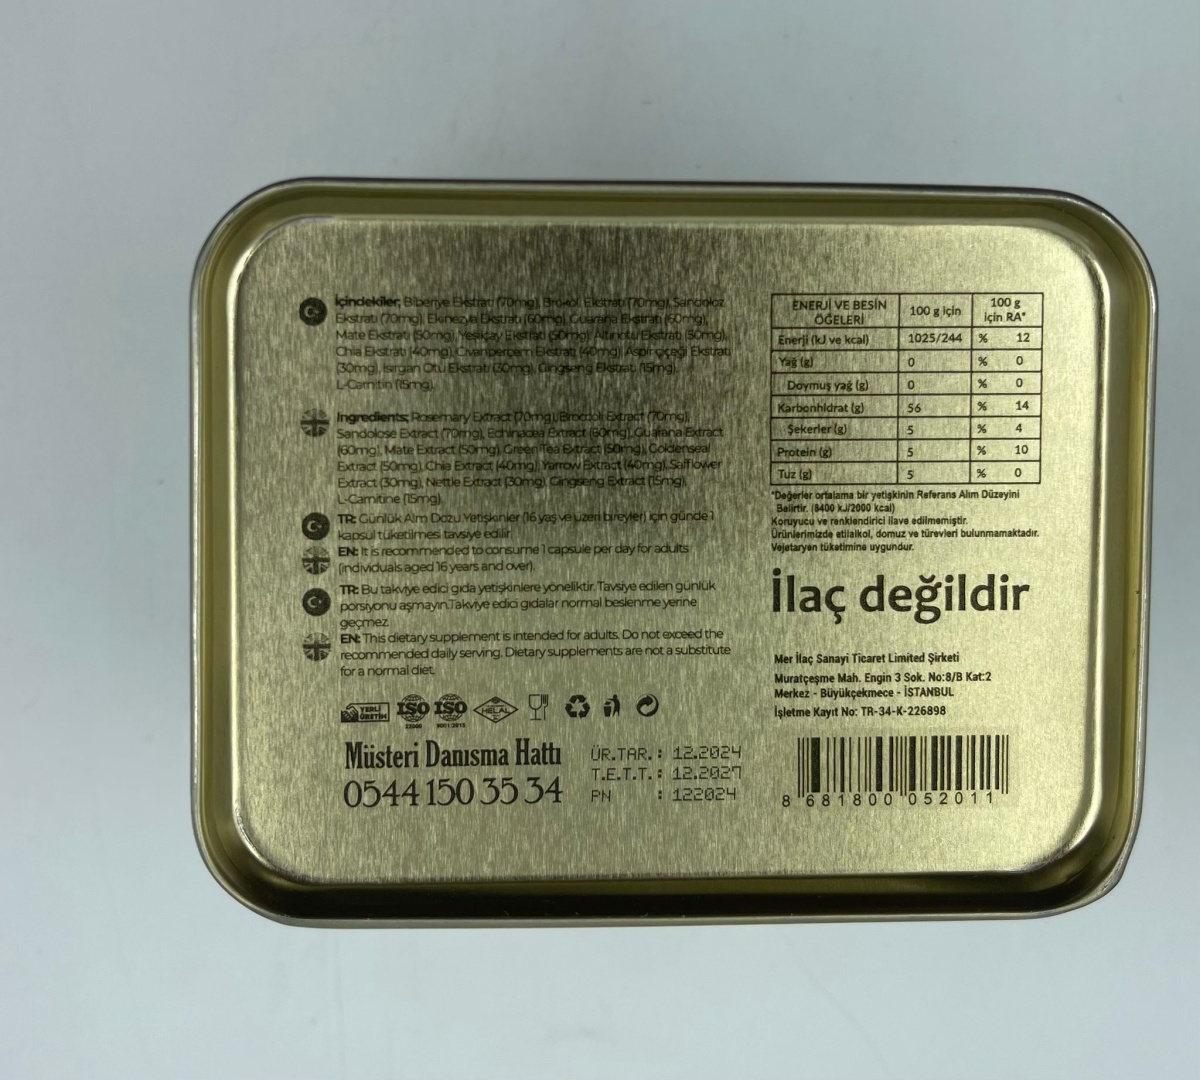 İçindekiler; Biberiye Ekstratı (70mg), Brokoli Ekstratı (70mg), Sandoloz
Ekstratı (70mg), Ekinezya Ekstratı (60mg), Guarana Ekstratı (60mg),
Mate Ekstratı (50mg), Yeşilçay Ekstratı (50mg), Altınotu Ekstratı (50mg),
Chia Ekstratı (40mg), Civanperçem Ekstratı (40mg) Aspir çiçeği Ekstratı
(30mg), Isırgan Otu Ekstratı (30mg), Gingseng Ekstratı (15mg),
L-Carnitin (15mg).
Ingredients; Rosemary Extract (70mg), Broccoli Extract (70mg),
Sandolose Extract (70mg), Echinacea Extract (60mg), Guarana Extract
(60mg), Mate Extract (50mg), Green Tea Extract (50mg), Goldenseal
Extract (50mg), Chia Extract (40mg), Yarrow Extract (40mg), Safflower
Extract (30mg), Nettle Extract (30mg), Gingseng Extract (15mg),
L-Carnitine (15mg).
TR: Günlük Alım Dozu Yetişkinler (16 yaş ve üzeri bireyler) için günde 1
kapsül tüketilmesi tavsiye edilir.
EN: It is recommended to consume 1 capsule per day for adults
(individuals aged 16 years and over).
TR: Bu takviye edici gıda yetişkinlere yöneliktir. Tavsiye edilen günlük
porsiyonu aşmayın.Takviye edici gıdalar normal beslenme yerine
geçmez.
EN: This dietary supplement is intended for adults. Do not exceed the
recommended daily serving. Dietary supplements are not a substitute
for a normal diet.
YERLİ
ÜRETİM
ISO ISO HELAL
22000 9001:2015
Müsteri Danısma Hattı
0544 150 35 34
ÜR.TAR. : 12.2024
T.E.T.T. : 12.2027
PN : 122024
ENERJİ VE BESİN ÖĞELERİ 100 g için 100 g için RA*
Enerji (kJ ve kcal) 1025/244 % 12
Yağ (g) 0 % 0
Doymuş yağ (g) 0 % 0
Karbonhidrat (g) 56 % 14
Şekerler (g) 5 % 4
Protein (g) 5 % 10
Tuz (g) 5 % 0
*Değerler ortalama bir yetişkinin Referans Alım Düzeyini
Belirtir. (8400 kJ/2000 kcal)
Koruyucu ve renklendirici ilave edilmemiştir.
Ürünlerimizde etilalkol, domuz ve türevleri bulunmamaktadır.
Vejetaryen tüketimine uygundur.
İlaç değildir
Mer İlaç Sanayi Ticaret Limited Şirketi
Muratçeşme Mah. Engin 3 Sok. No:8/B Kat:2
Merkez - Büyükçekmece - İSTANBUL
İşletme Kayıt No: TR-34-K-226898
8 681800 052011